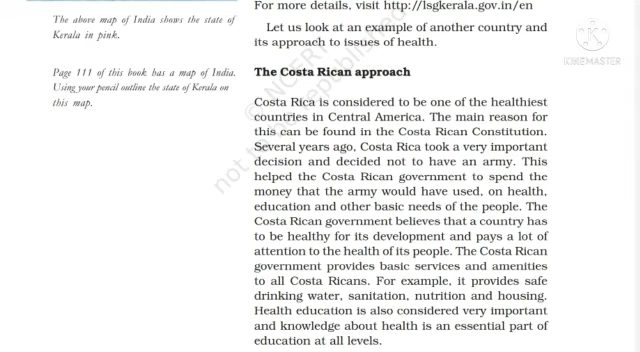 For more details, visit http://lsgkerala.gov.in/en
The above map of India shows the state of
Kerala in pink.
Let us look at an example of another country and
its approach to issues of health.
Page 111 of this book has a map of India.
Using your pencil outline the state of Kerala on
this map.
The Costa Rican approach
Costa Rica is considered to be one of the healthiest
countries in Central America. The main reason for
this can be found in the Costa Rican Constitution.
Several years ago, Costa Rica took a very important
decision and decided not to have an army. This
helped the Costa Rican government to spend the
money that the army would have used, on health,
education and other basic needs of the people. The
Costa Rican government believes that a country has
to be healthy for its development and pays a lot of
attention to the health of its people. The Costa Rican
government provides basic services and amenities
to all Costa Ricans. For example, it provides safe
drinking water, sanitation, nutrition and housing.
Health education is also considered very important
and knowledge about health is an essential part of
education at all levels.
© NCERT
not to be republished
KINEMASTER